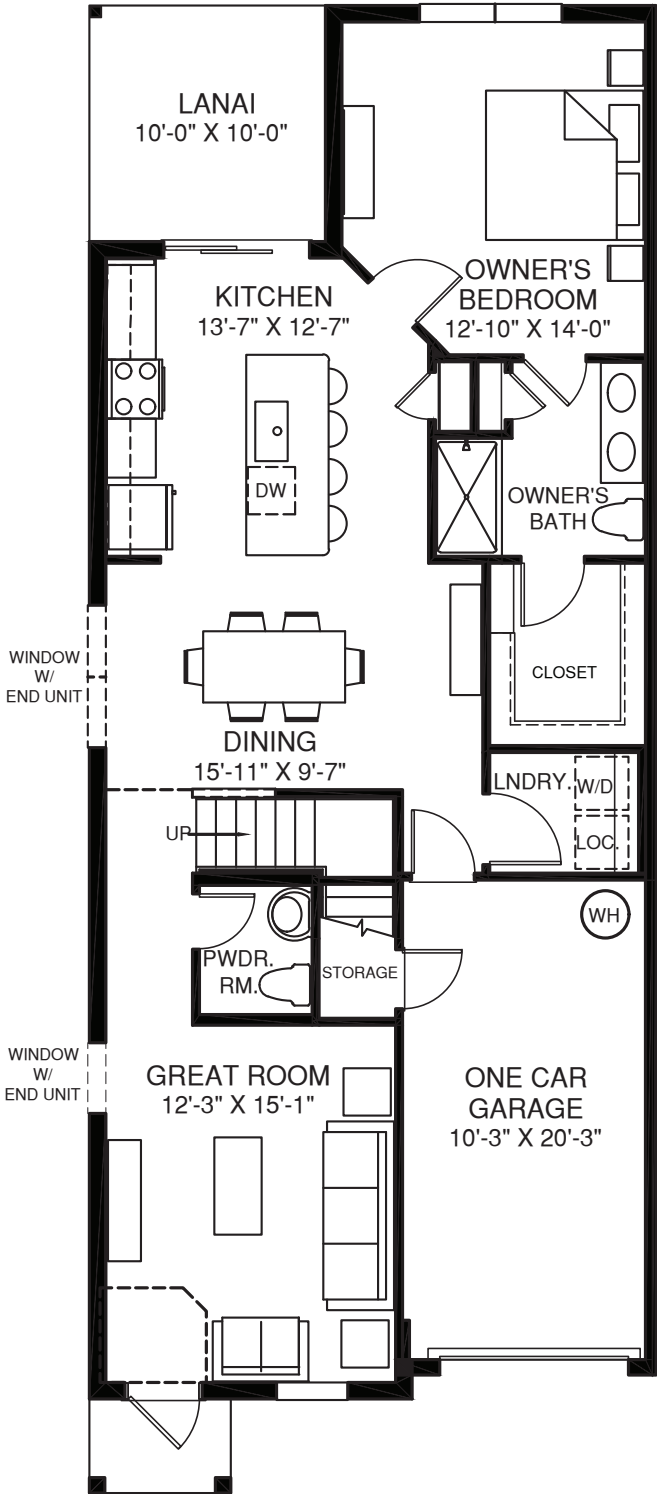 LANAI
10'-0" X 10'-0"
KITCHEN
13'-7" X 12'-7"
OWNER'S
BEDROOM
12'-10" X 14'-0"
DW
OWNER'S
BATH
WINDOW
W/
END UNIT
CLOSET
DINING
15'-11" X 9'-7"
LNDRY.
W/D
LOC.
UP
WH
PWDR.
RM.
STORAGE
WINDOW
W/
END UNIT
GREAT ROOM
12'-3" X 15'-1"
ONE CAR
GARAGE
10'-3" X 20'-3"